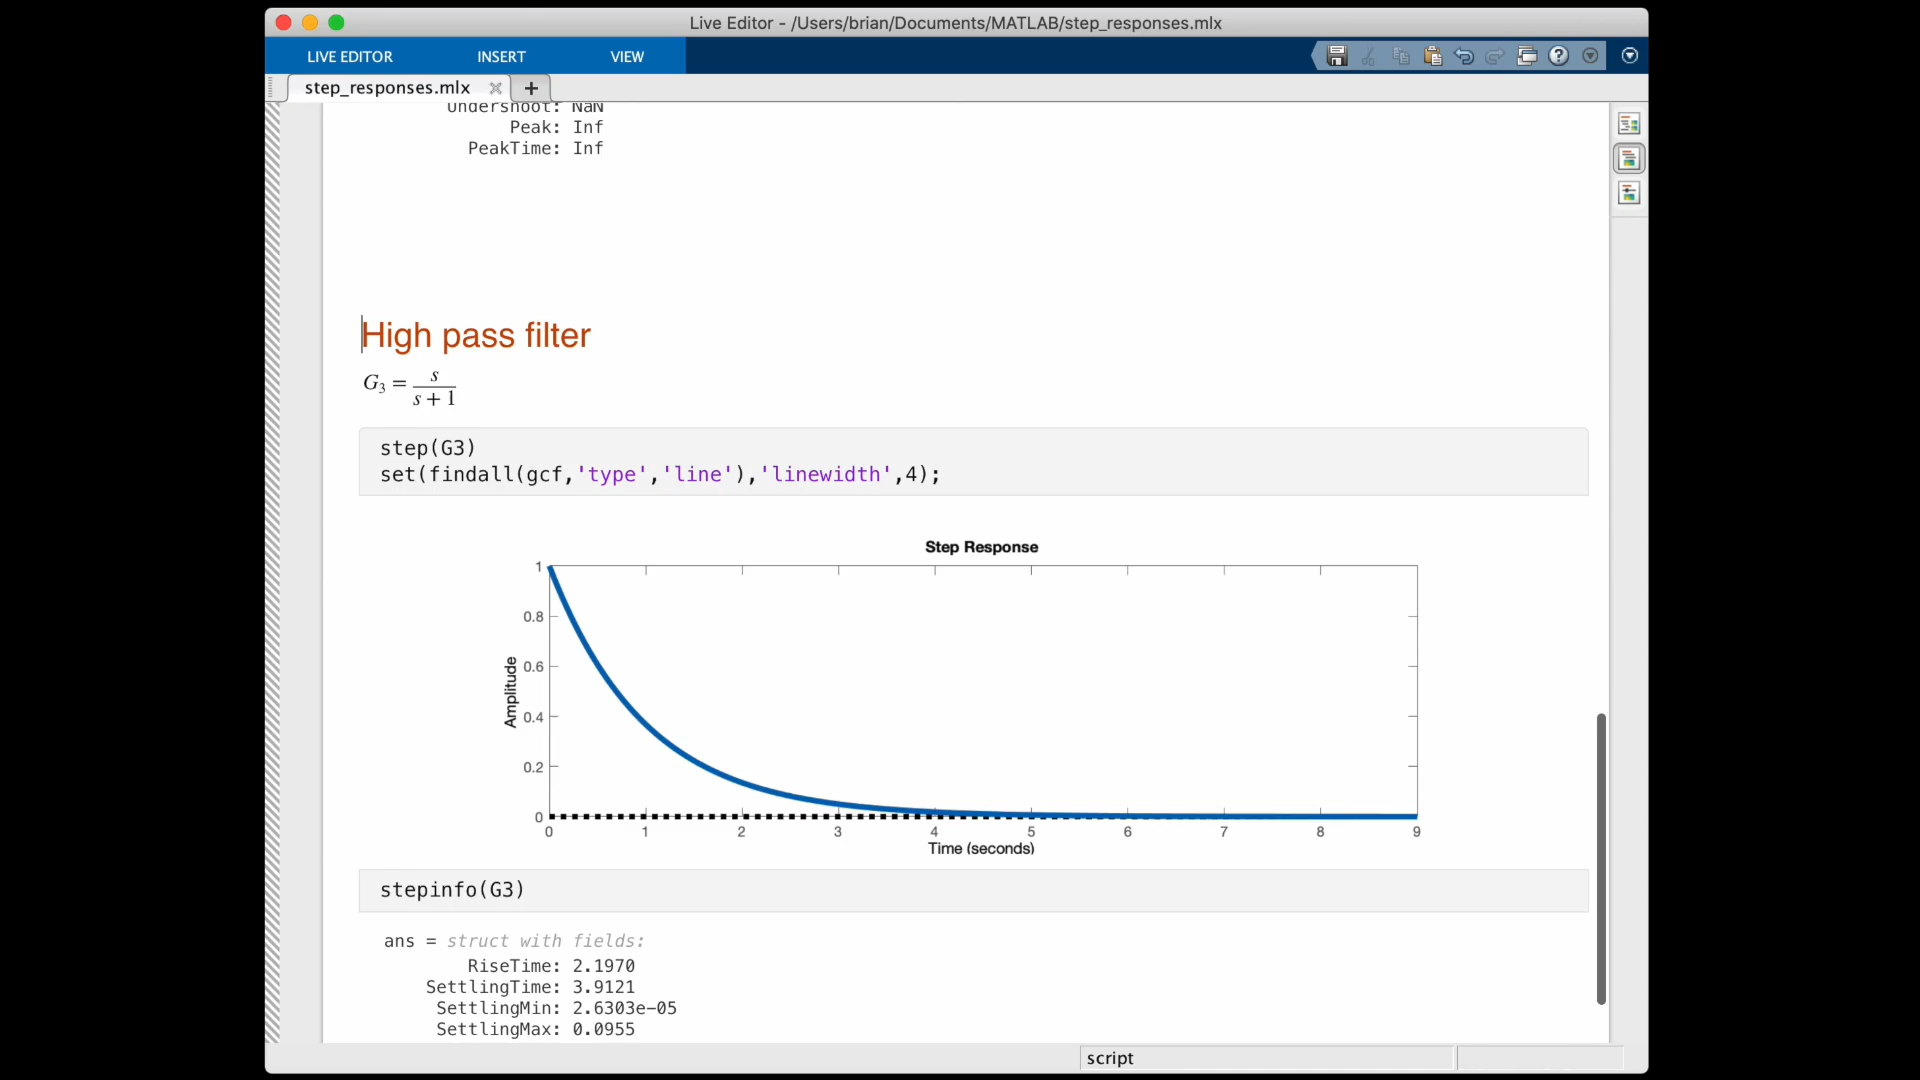 Live Editor - /Users/brian/Documents/MATLAB/step_responses.mlx
LIVE EDITOR INSERT VIEW
step_responses.mlx
Undershoot: NaN
Peak: Inf
PeakTime: Inf
High pass filter
G3 = s
s + 1
step(G3)
set(findall(gcf,'type','line'),'linewidth',4);
Step Response
1
0.8
0.6
0.4
0.2
0
Amplitude
0 1 2 3 4 5 6 7 8 9
Time (seconds)
stepinfo(G3)
ans = struct with fields:
RiseTime: 2.1970
SettlingTime: 3.9121
SettlingMin: 2.6303e-05
SettlingMax: 0.0955
script